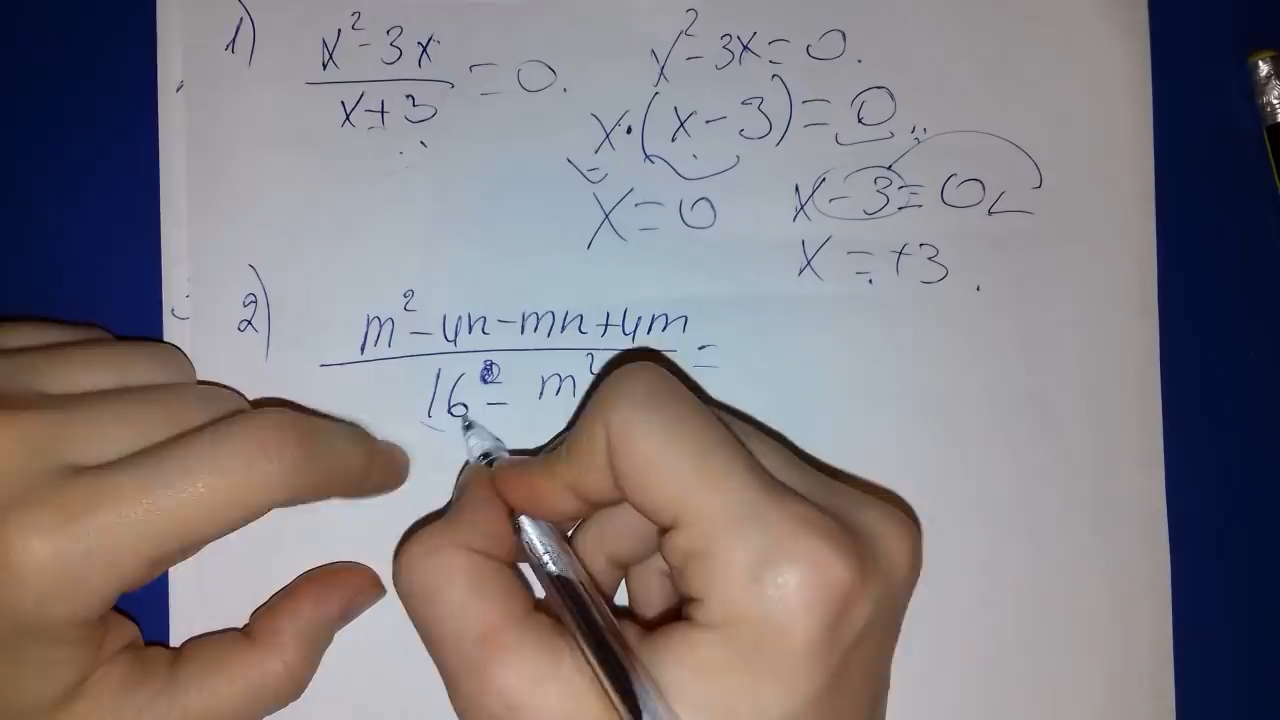 1) (x² - 3x)/(x + 3) = 0.
x² - 3x = 0.
x · (x - 3) = 0
x = 0
x - 3 = 0
x = +3.
2) (m² - 4n - mn + 4m)/(16 - m²) =